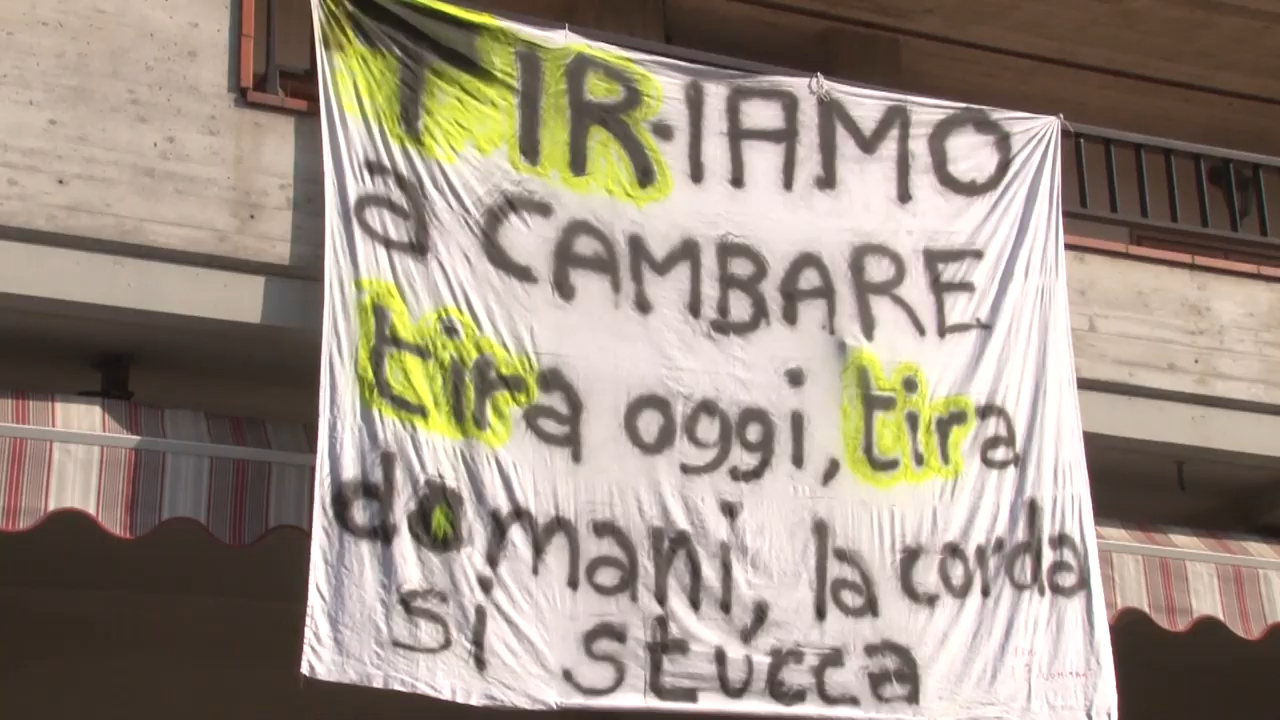 TIR•IAMO
a CAMBARE
tira oggi, tira
domani, la corda
si stucca